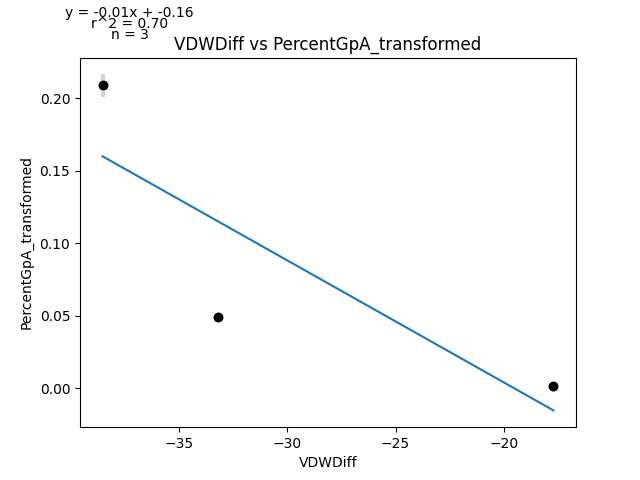 y = -0.01x + -0.16
r^2 = 0.70
n = 3
VDWDiff vs PercentGpA_transformed
PercentGpA_transformed
0.20
0.15
0.10
0.05
0.00
−35
−30
−25
−20
VDWDiff